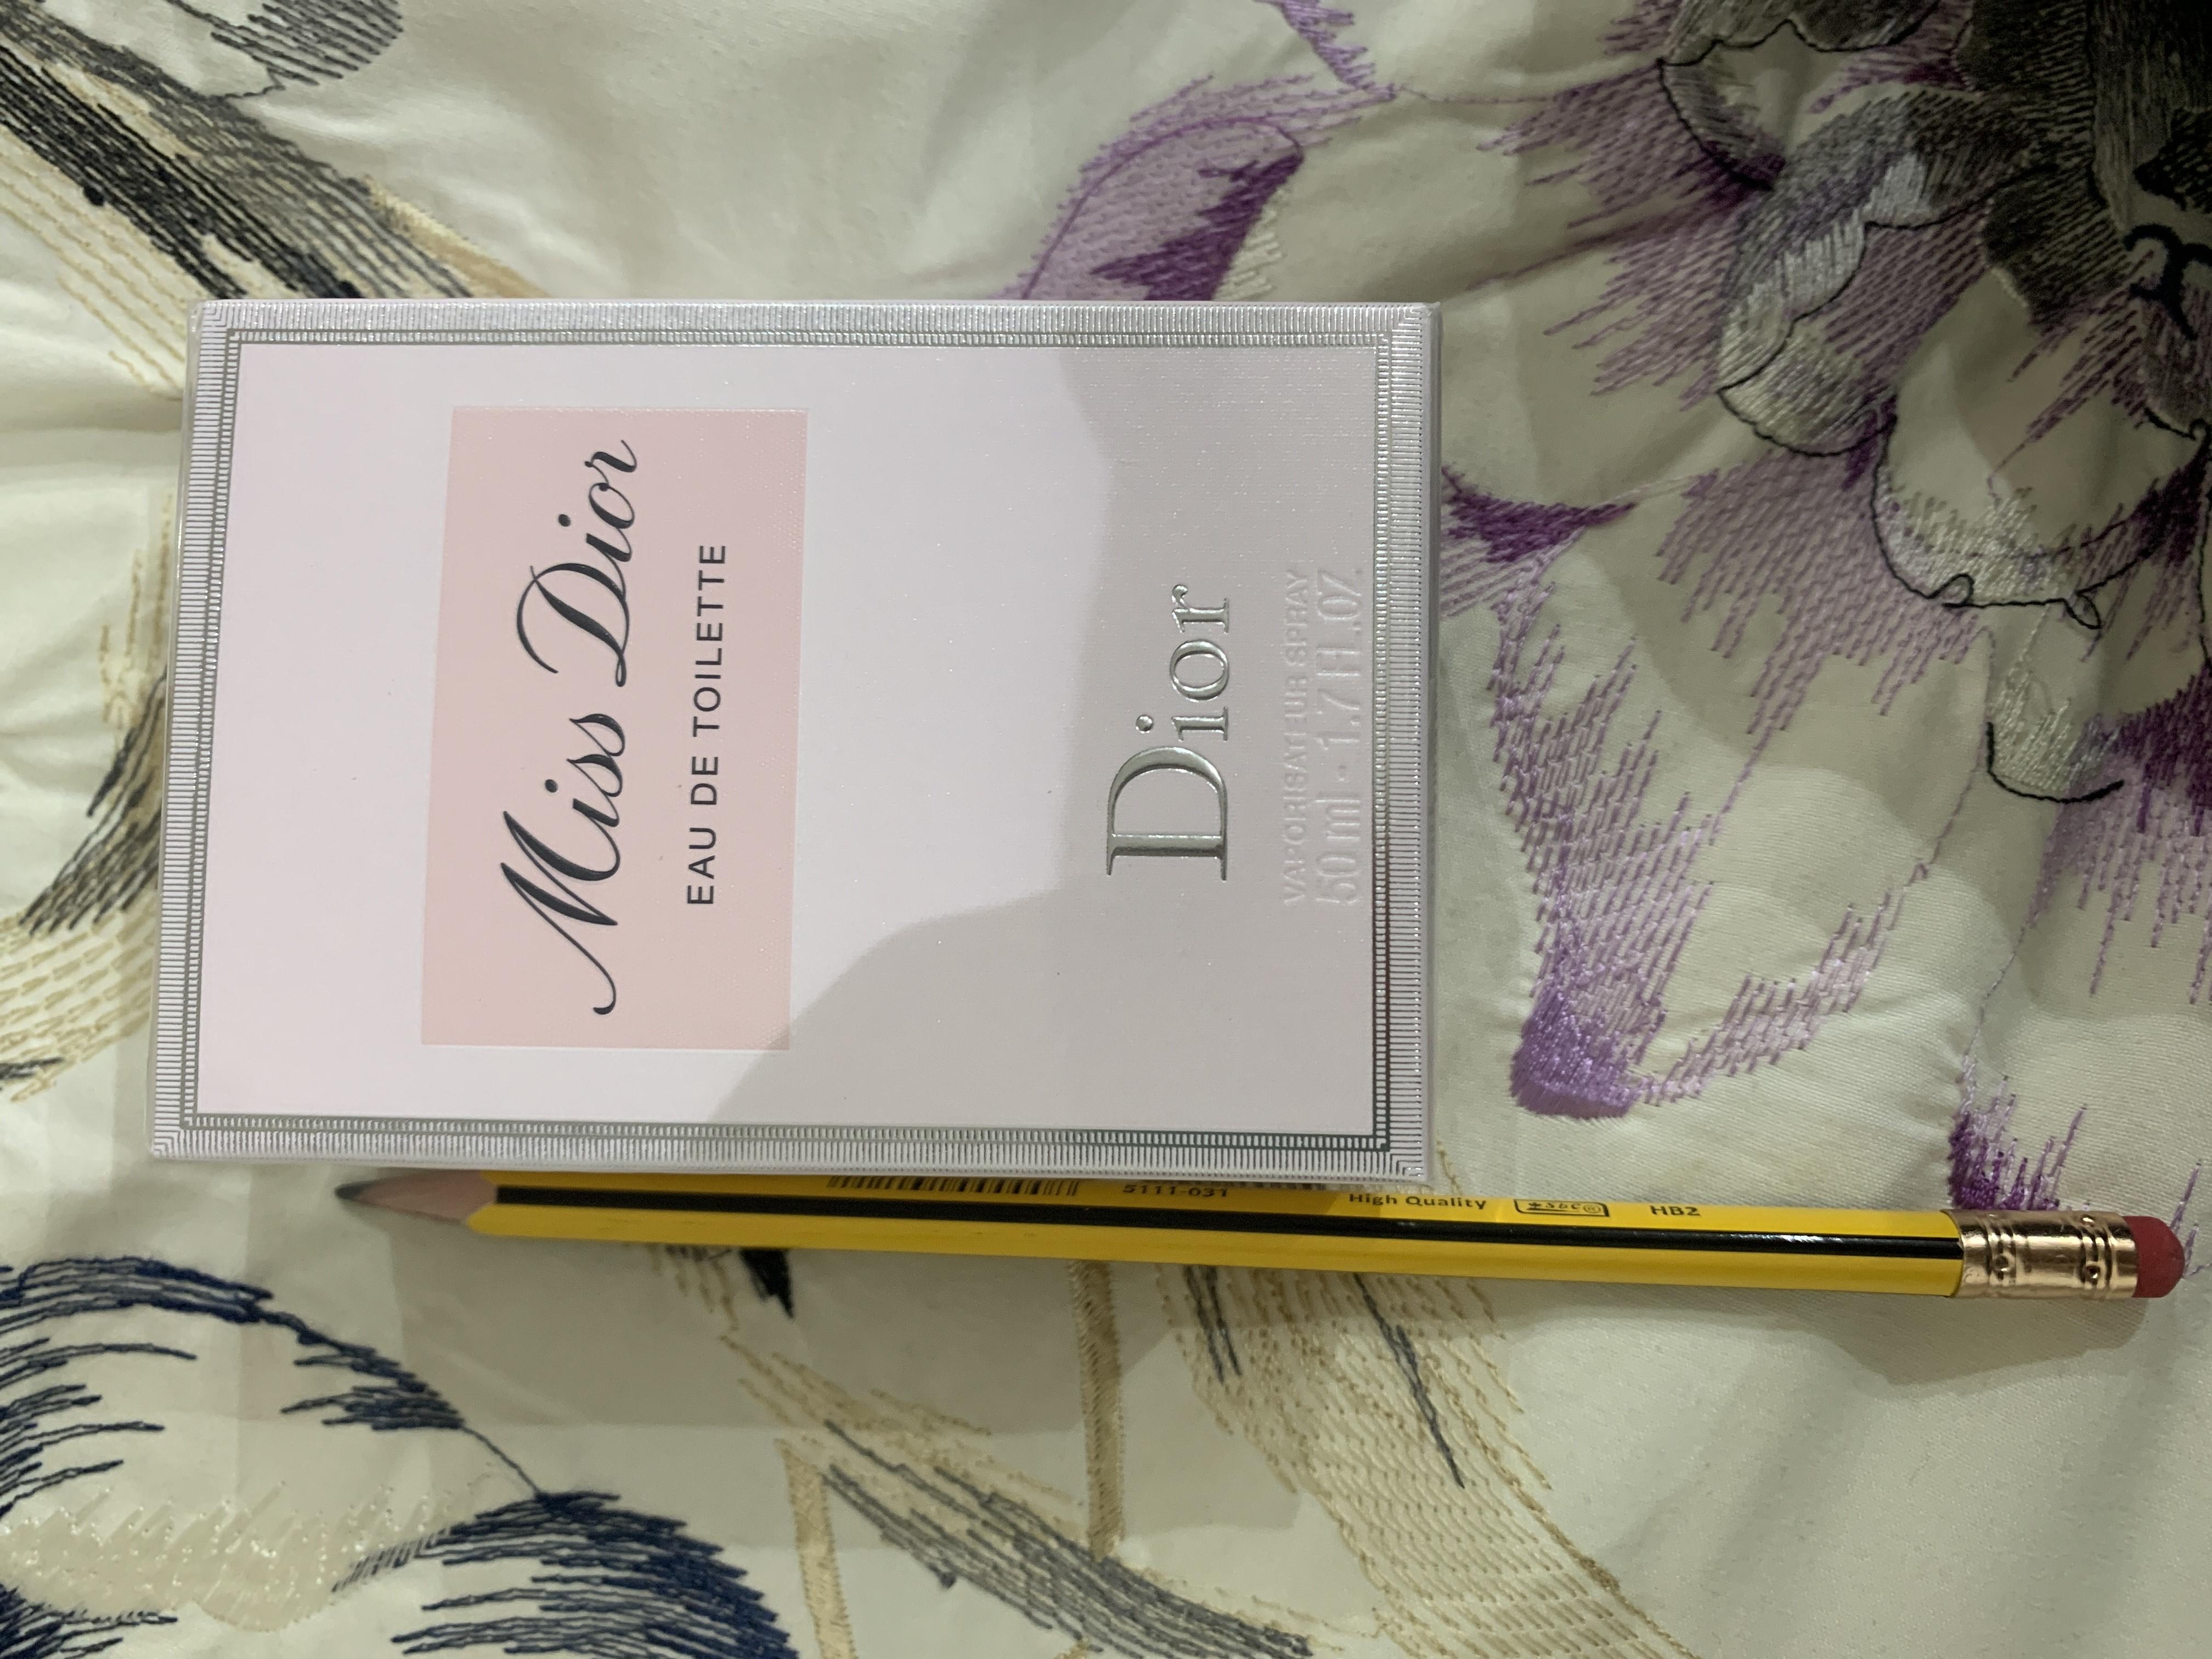 Miss Dior
EAU DE TOILETTE
Dior
VAPORISATEUR SPRAY
50 ml • 1.7 FL.OZ.
5111-031
High Quality
HB2